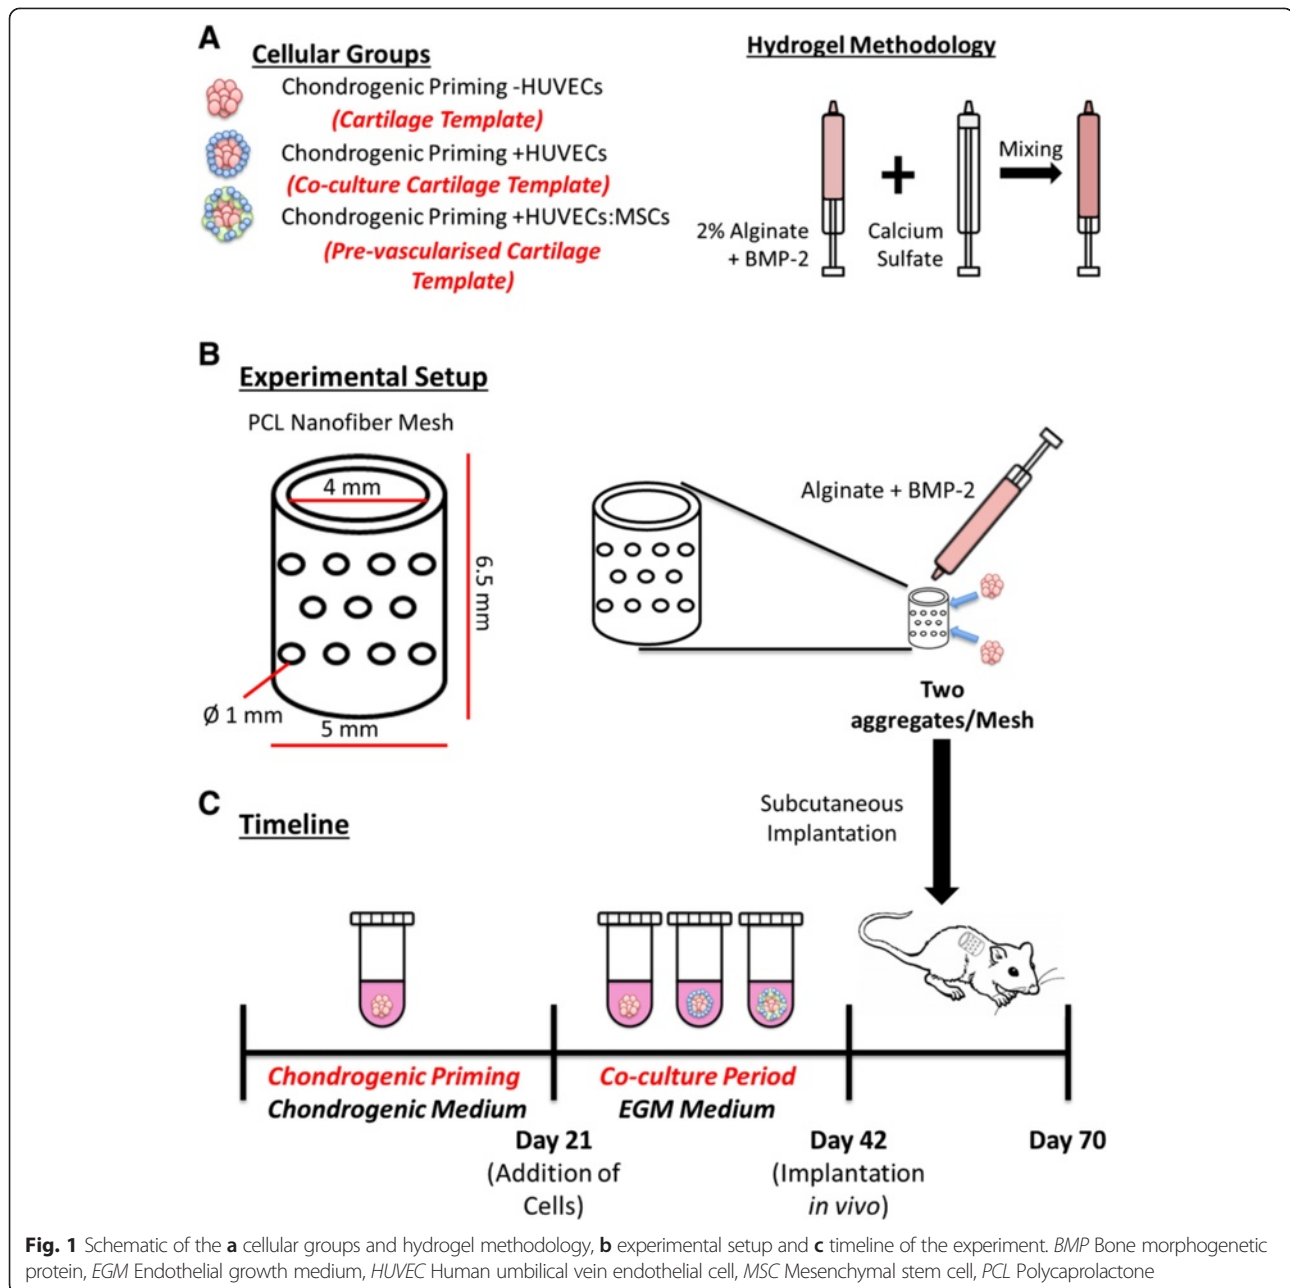 A
Cellular Groups
Chondrogenic Priming -HUVECs
(Cartilage Template)
Chondrogenic Priming +HUVECs
(Co-culture Cartilage Template)
Chondrogenic Priming +HUVECs:MSCs
(Pre-vascularised Cartilage
Template)
Hydrogel Methodology
2% Alginate
+ BMP-2
+
Calcium
Sulfate
Mixing
B
Experimental Setup
PCL Nanofiber Mesh
4 mm
6.5 mm
Ø 1 mm
5 mm
Alginate + BMP-2
Two
aggregates/Mesh
Subcutaneous
Implantation
C
Timeline
Chondrogenic Priming
Chondrogenic Medium
Co-culture Period
EGM Medium
Day 21
(Addition of
Cells)
Day 42
(Implantation
in vivo)
Day 70
Fig. 1 Schematic of the a cellular groups and hydrogel methodology, b experimental setup and c timeline of the experiment. BMP Bone morphogenetic
protein, EGM Endothelial growth medium, HUVEC Human umbilical vein endothelial cell, MSC Mesenchymal stem cell, PCL Polycaprolactone